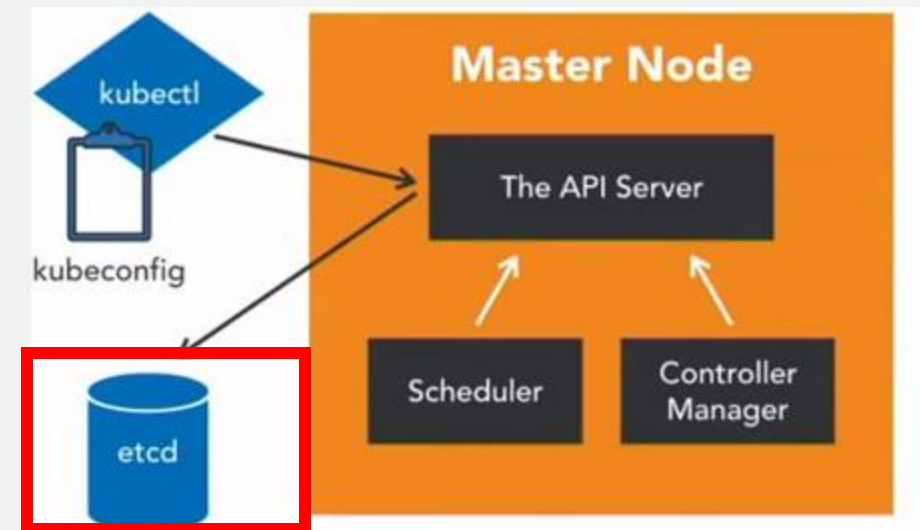 kubectl
kubeconfig
etcd
Master Node
The API Server
Scheduler
Controller
Manager